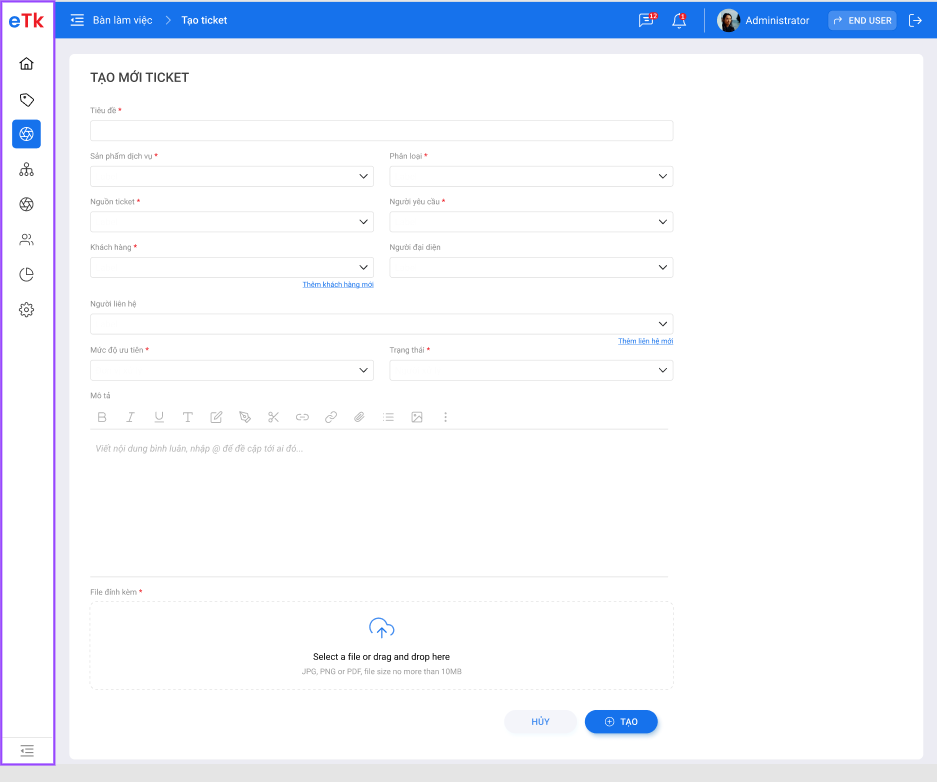 eTk
Bàn làm việc > Tạo ticket
12
1
Administrator
END USER
TẠO MỚI TICKET
Tiêu đề *
Sản phẩm dịch vụ *
Phân loại *
Nguồn ticket *
Người yêu cầu *
Khách hàng *
Người đại diện
Thêm khách hàng mới
Người liên hệ
Thêm liên hê mới
Mức độ ưu tiên *
Trạng thái *
Mô tả
Viết nội dung bình luận, nhập @ để đề cập tới ai đó...
File đính kèm *
Select a file or drag and drop here
JPG, PNG or PDF, file size no more than 10MB
HỦY
TẠO